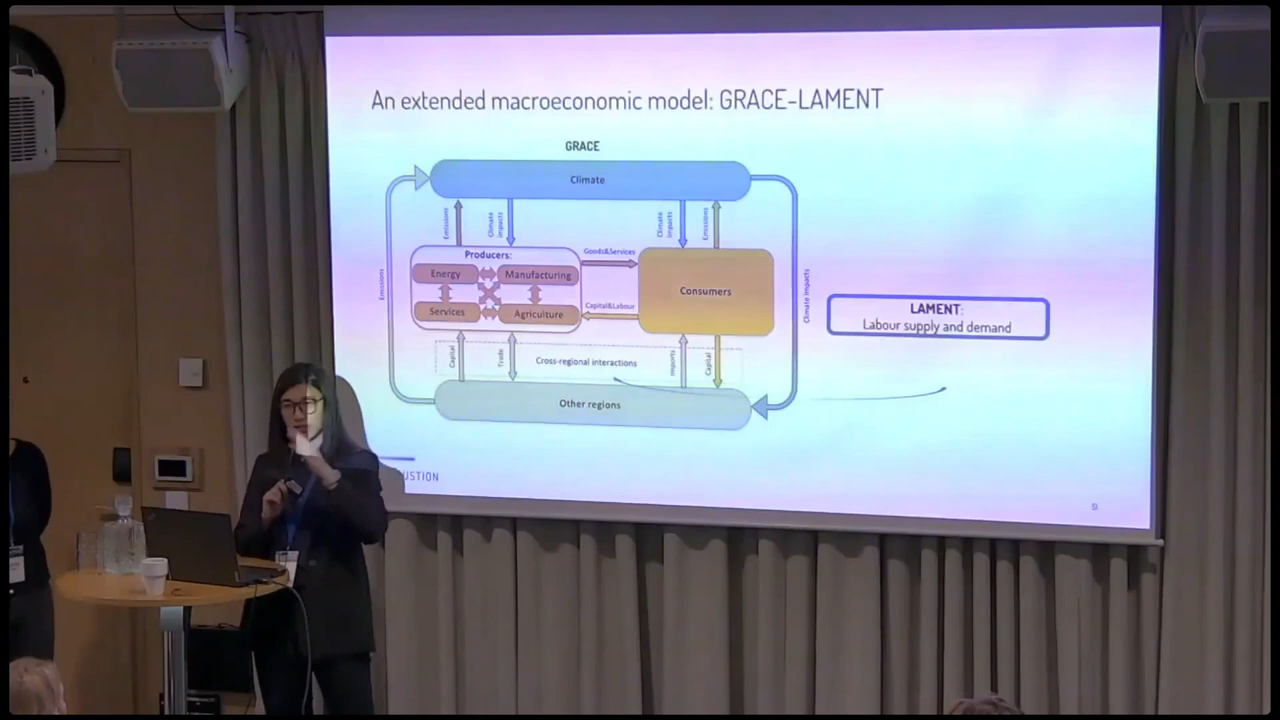 An extended macroeconomic model: GRACE-LAMENT
GRACE
Climate
Emissions
Climate
Impacts
Climate
Impacts
Emissions
Producers:
Energy
Manufacturing
Services
Agriculture
Goods&Services
Capital&Labour
Consumers
Emissions
Climate Impacts
LAMENT:
Labour supply and demand
Capital
Trade
Cross-regional interactions
Imports
Capital
Other regions
USTION